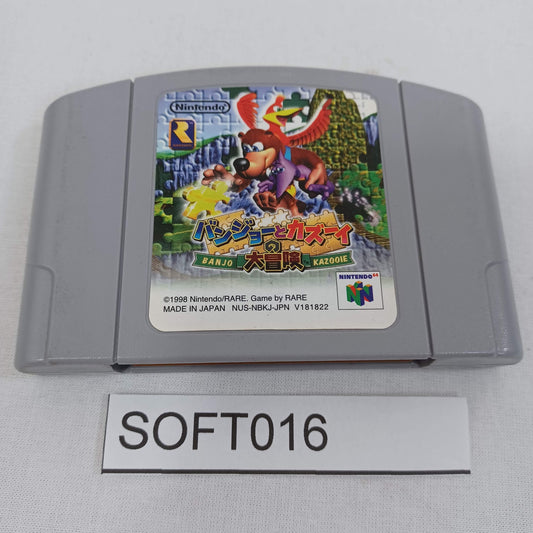 Nintendo
R
バンジョーとカズーイ
の
BANJO
大冒険
KAZOOIE
NINTENDO 64
N
©1998 Nintendo/RARE. Game by RARE
MADE IN JAPAN NUS-NBKJ-JPN V181822
SOFT016